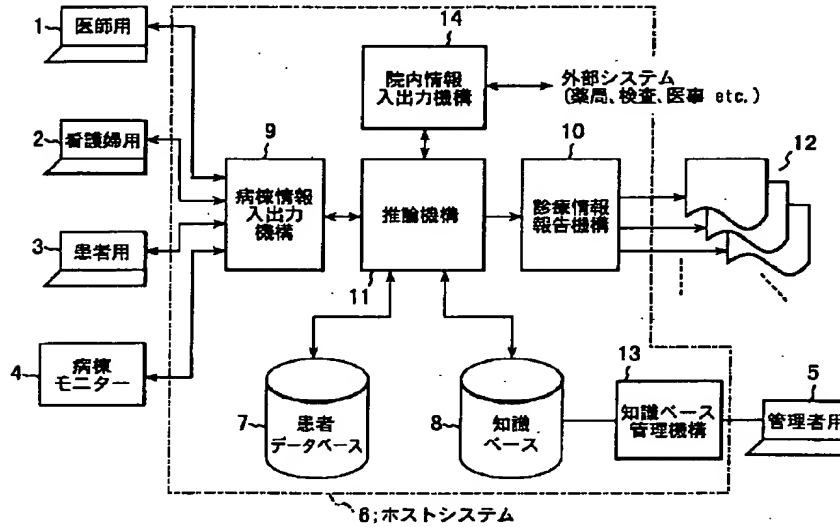 1
医師用
2
看護婦用
3
患者用
4
病棟
モニター
9
病棟情報
入出力
機構
14
院内情報
入出力機構
外部システム
(薬局、検査、医事 etc.)
11
推論機構
10
診療情報
報告機構
12
7
患者
データベース
8
知識
ベース
13
知識ベース
管理機構
5
管理者用
6;ホストシステム